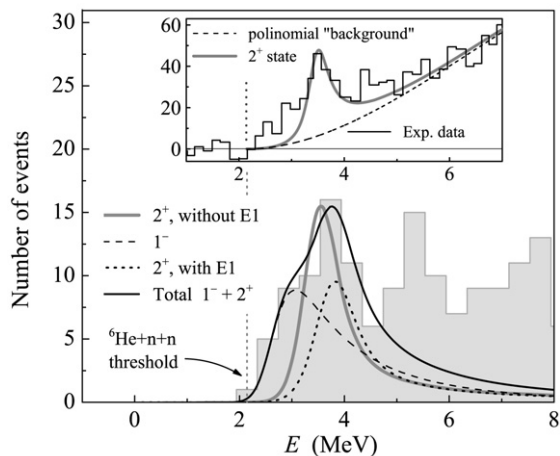 60
40
20
0
polinomial "background"
2⁺ state
Exp. data
2 4 6
30
25
20
15
10
5
0
Number of events
2⁺, without E1
1⁻
2⁺, with E1
Total 1⁻ + 2⁺
⁶He+n+n
threshold
0 2 4 6 8
E (MeV)